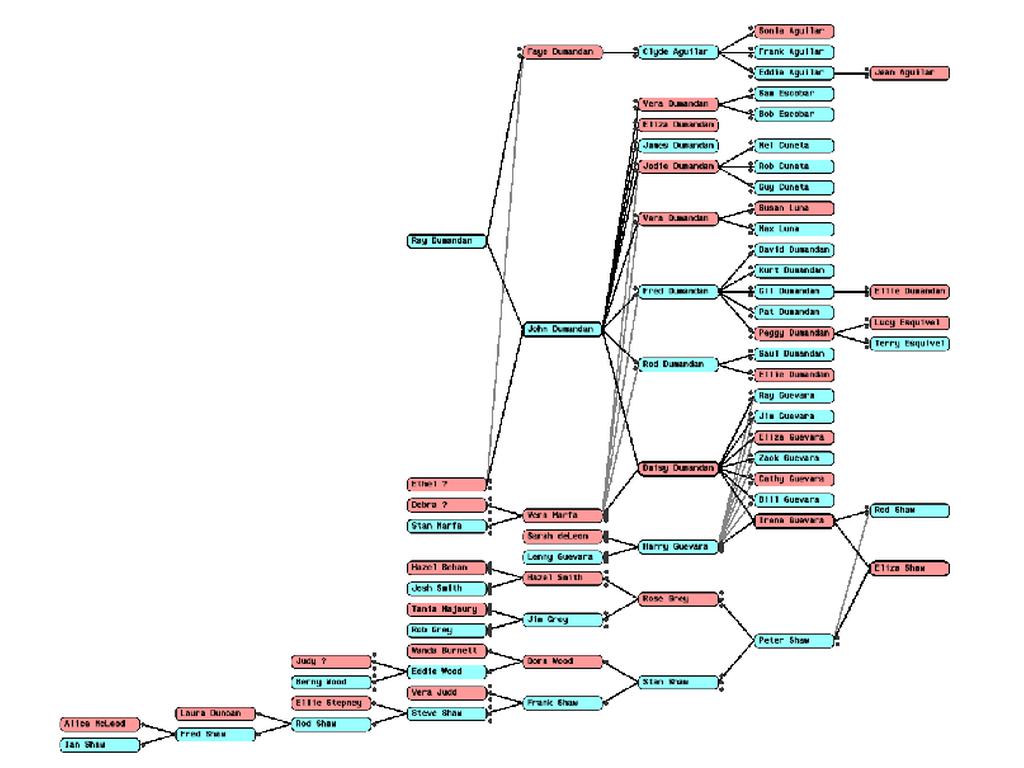 Sonia Aguilar
Faye Dumandan
Clyde Aguilar
Frank Aguilar
Eddie Aguilar
Jean Aguilar
Sam Escobar
Vera Dumandan
Bob Escobar
Eliza Dumandan
James Dumandan
Mel Cuneta
Jodie Dumandan
Rob Cuneta
Guy Cuneta
Susan Luna
Vera Dumandan
Max Luna
Ray Dumandan
David Dumandan
Kurt Dumandan
Fred Dumandan
Gil Dumandan
Ellie Dumandan
Pat Dumandan
Lucy Esquivel
John Dumandan
Peggy Dumandan
Terry Esquivel
Saul Dumandan
Rod Dumandan
Ellie Dumandan
Ray Guevara
Jim Guevara
Eliza Guevara
Zack Guevara
Daisy Dumandan
Cathy Guevara
Ethel ?
Bill Guevara
Debra ?
Rod Shaw
Vera Marfa
Irene Guevara
Stan Marfa
Sarah deLeon
Harry Guevara
Lenny Guevara
Hazel Behan
Eliza Shaw
Hazel Smith
Josh Smith
Rose Grey
Tania Majoury
Jim Grey
Rob Grey
Peter Shaw
Wanda Burnett
Judy ?
Dora Wood
Eddie Wood
Berny Wood
Stan Shaw
Vera Judd
Ellie Stepney
Frank Shaw
Laura Duncan
Steve Shaw
Alice McLeod
Rod Shaw
Fred Shaw
Ian Shaw